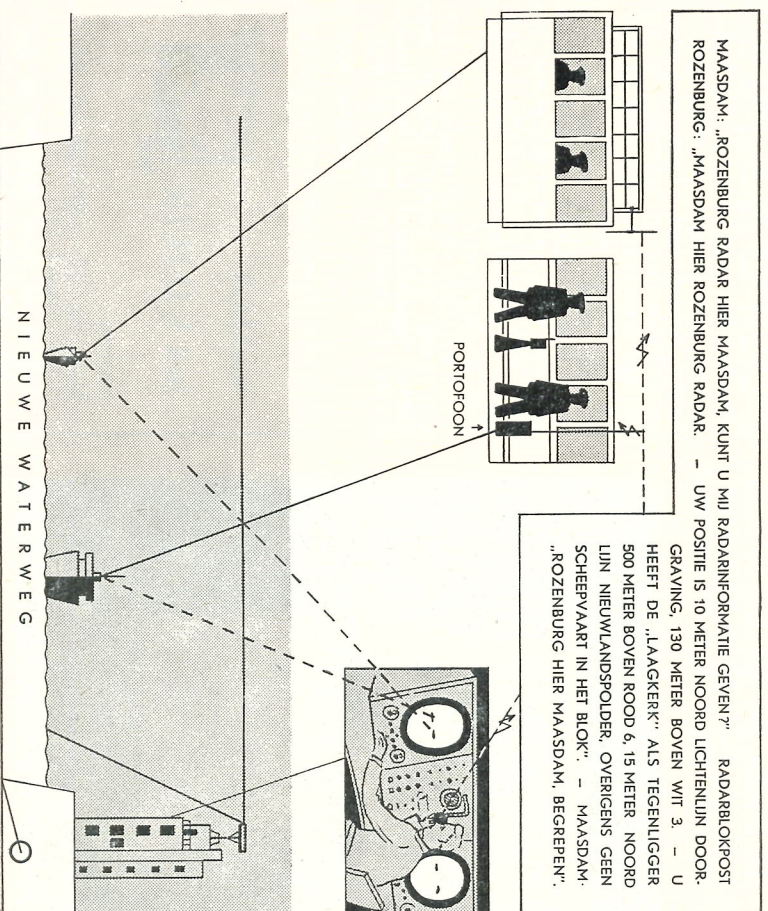 MAASDAM: „ROZENBURG RADAR HIER MAASDAM, KUNT U MIJ RADARINFORMATIE GEVEN?" RADARBLOKPOST
ROZENBURG: „MAASDAM HIER ROZENBURG RADAR. – UW POSITIE IS 10 METER NOORD LICHTENLIJN DOOR-
GRAVING, 130 METER BOVEN WIT 3. – U
HEEFT DE „LAAGKERK" ALS TEGENLIGGER
500 METER BOVEN ROOD 6, 15 METER NOORD
LIJN NIEUWLANDSPOLDER, OVERIGENS GEEN
SCHEEPVAART IN HET BLOK". – MAASDAM:
„ROZENBURG HIER MAASDAM, BEGREPEN".
PORTOFOON
NIEUWE WATERWEG